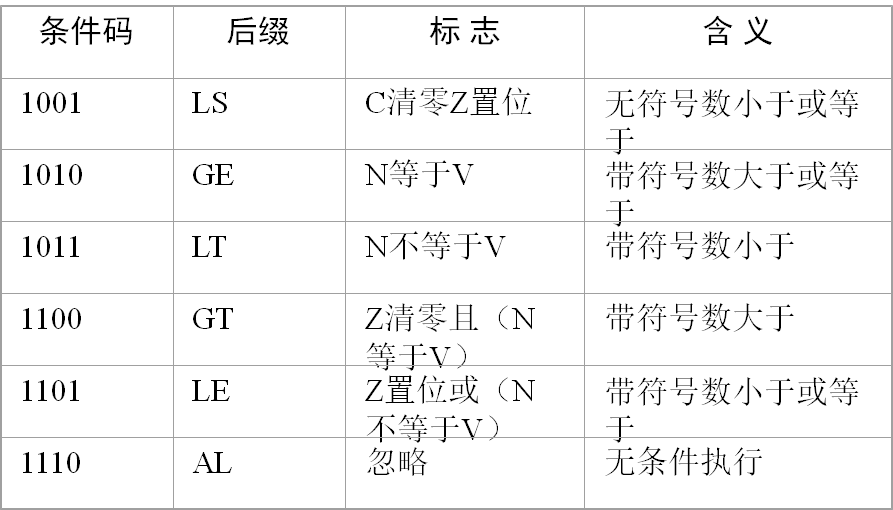 条件码 后缀 标 志 含 义
1001 LS C清零Z置位 无符号数小于或等
于
1010 GE N等于V 带符号数大于或等
于
1011 LT N不等于V 带符号数小于
1100 GT Z清零且（N 带符号数大于
等于V）
1101 LE Z置位或（N 带符号数小于或等
不等于V） 于
1110 AL 忽略 无条件执行